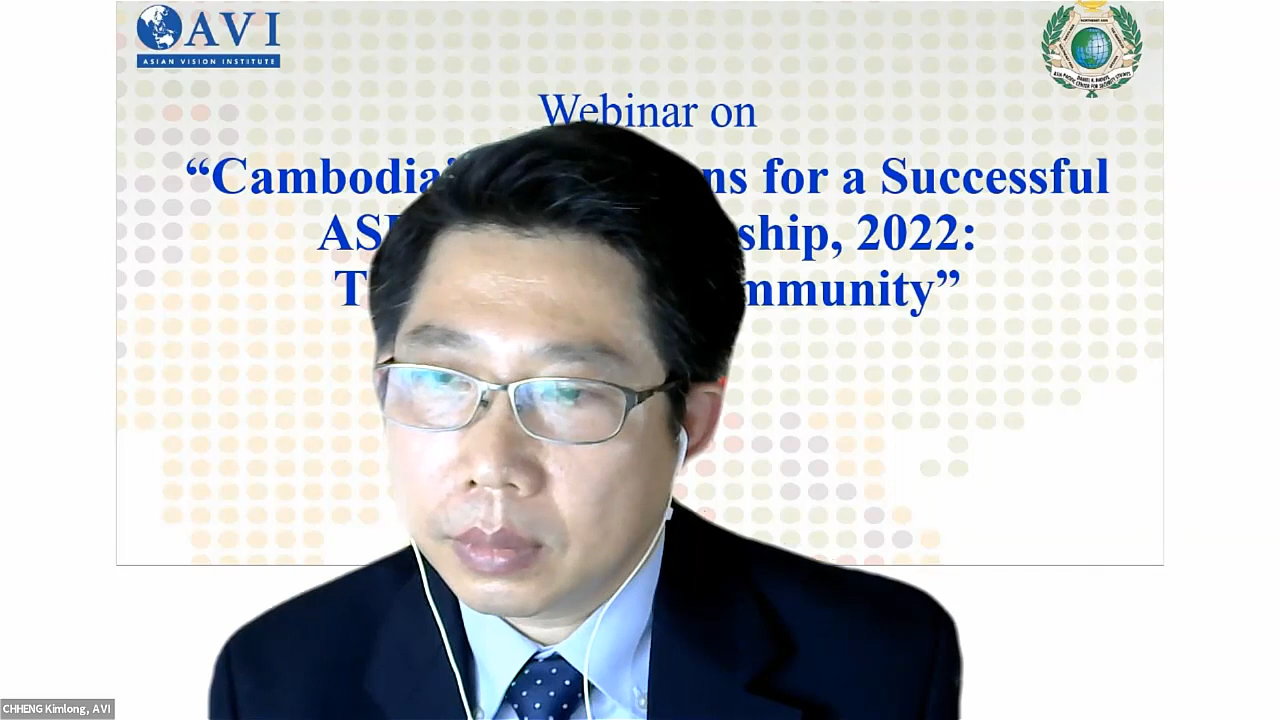 AVI
ASIAN VISION INSTITUTE
Webinar on
“Cambodia ns for a Successful
AS ship, 2022:
T mmunity”
CHHENG Kimlong, AVI